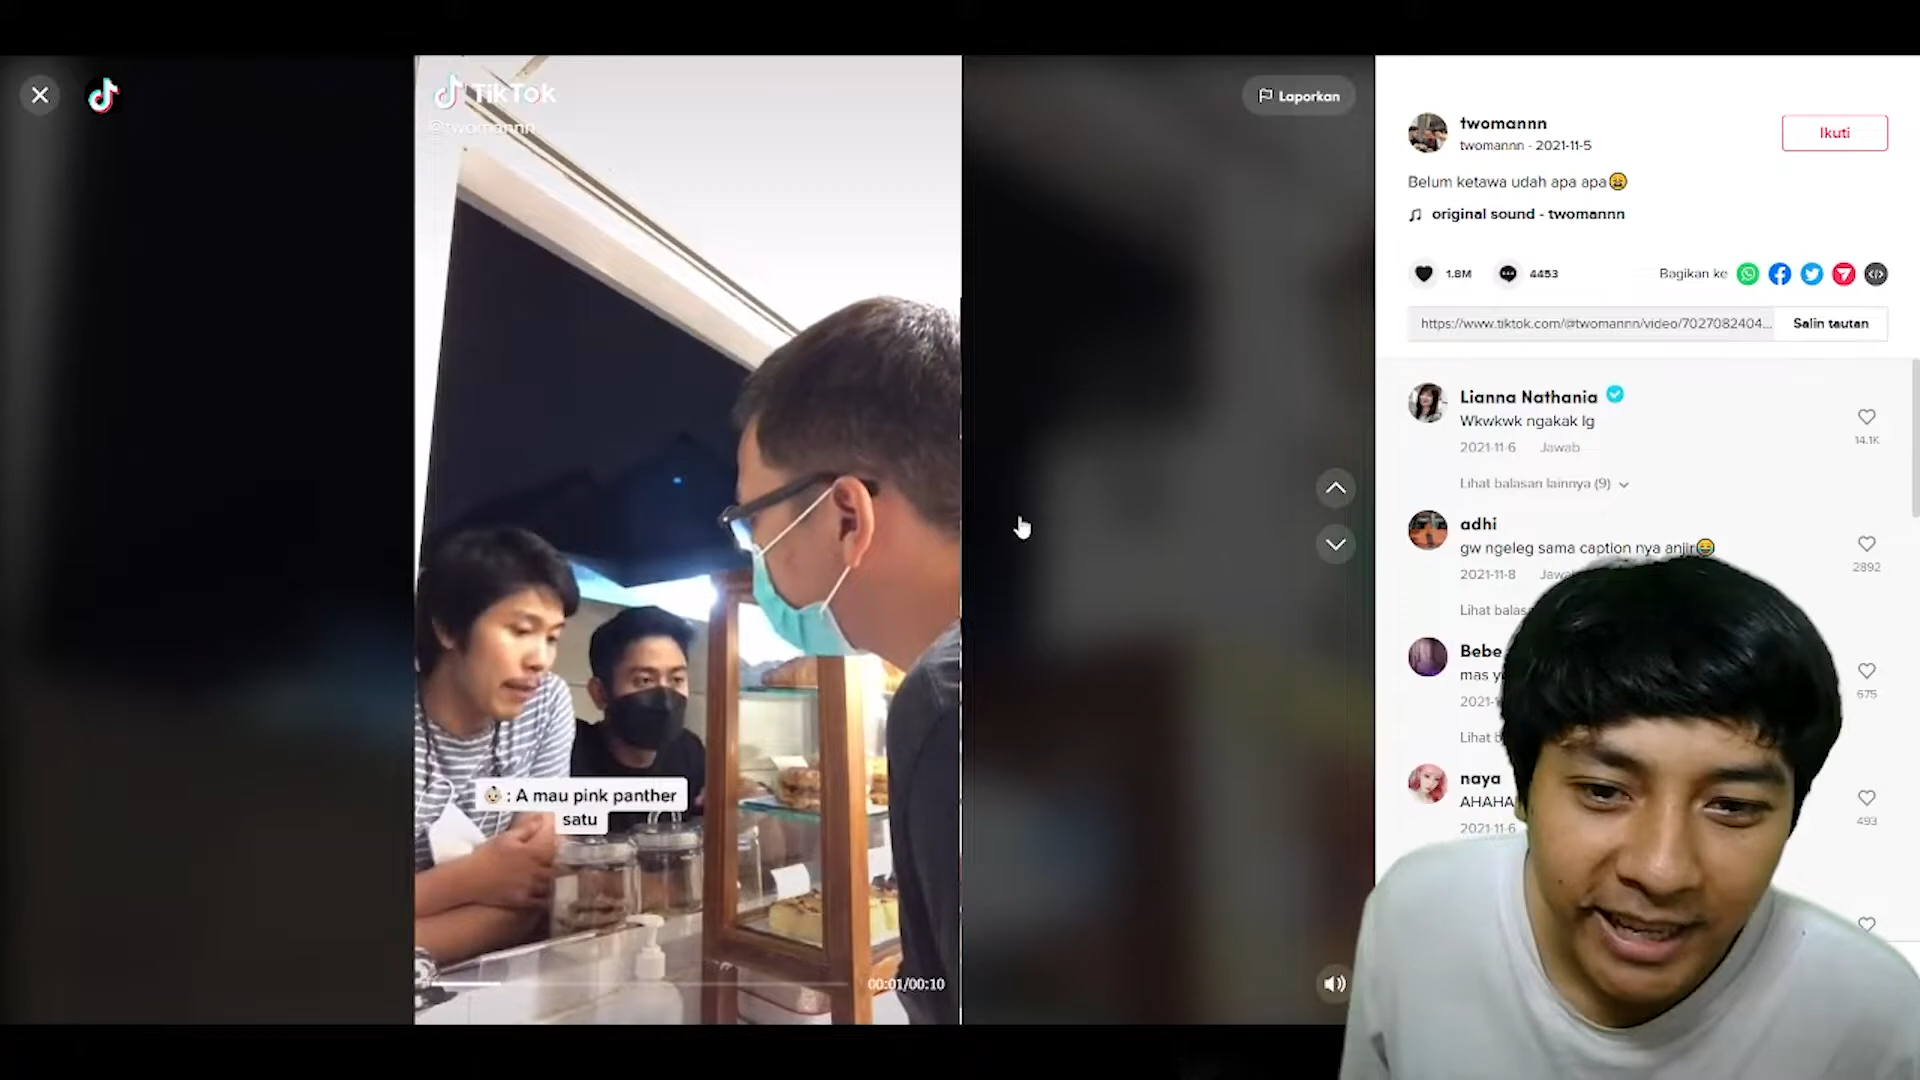 TikTok
@twomannn
A mau pink panther
satu
00:01/00:10
Laporkan
twomannn
twomannn - 2021-11-5
Ikuti
Belum ketawa udah apa apa
original sound - twomannn
1.8M
4453
Bagikan ke
https://www.tiktok.com/@twomannn/video/7027082404...
Salin tautan
Lianna Nathania
Wkwkwk ngakak lg
2021-11-6 Jawab
14.1K
Lihat balasan lainnya (9)
adhi
gw ngeleg sama caption nya anjir
2021-11-8
2892
Lihat
Bebe
mas
675
naya
AHAHA
2021-11-6
493